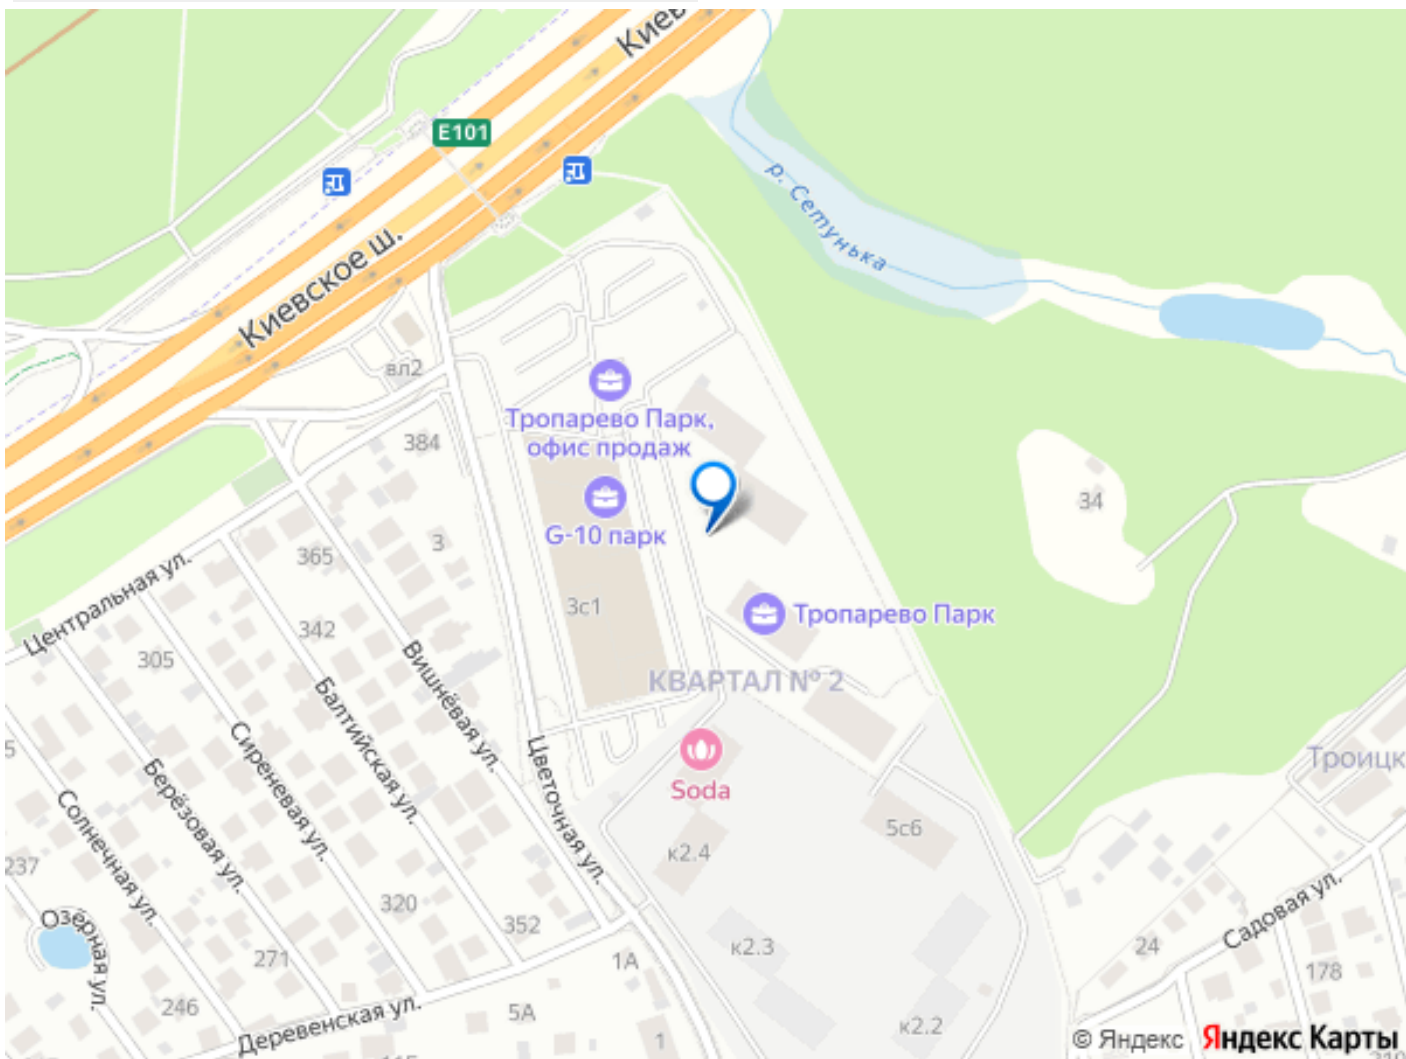 Киев
E101
р. Сетунька
Киевское ш.
вл2
Тропарево Парк,
офис продаж
384
G-10 парк
34
365
3
Центральная ул.
3с1
Тропарево Парк
342
305
КВАРТАЛ № 2
Вишнёвая ул.
Балтийская ул.
Сиреневая ул.
Берёзовая ул.
Солнечная ул.
Цветочная ул.
Soda
Троицк
5с6
к2.4
237
320
352
Озёрная ул.
271
1А
к2.3
24
Садовая ул.
178
246
Деревенская ул.
5А
1
к2.2
© Яндекс Яндекс Карты